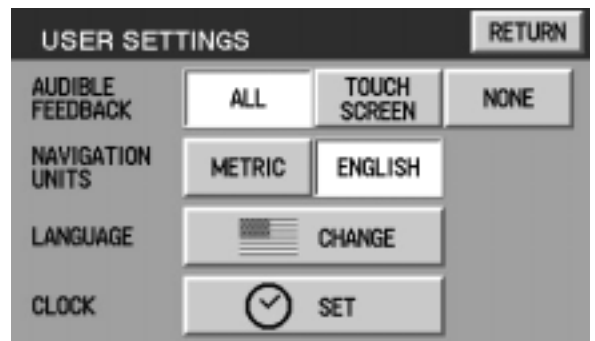 USER SETTINGS
RETURN
AUDIBLE
FEEDBACK
ALL
TOUCH
SCREEN
NONE
NAVIGATION
UNITS
METRIC
ENGLISH
LANGUAGE
CHANGE
CLOCK
SET